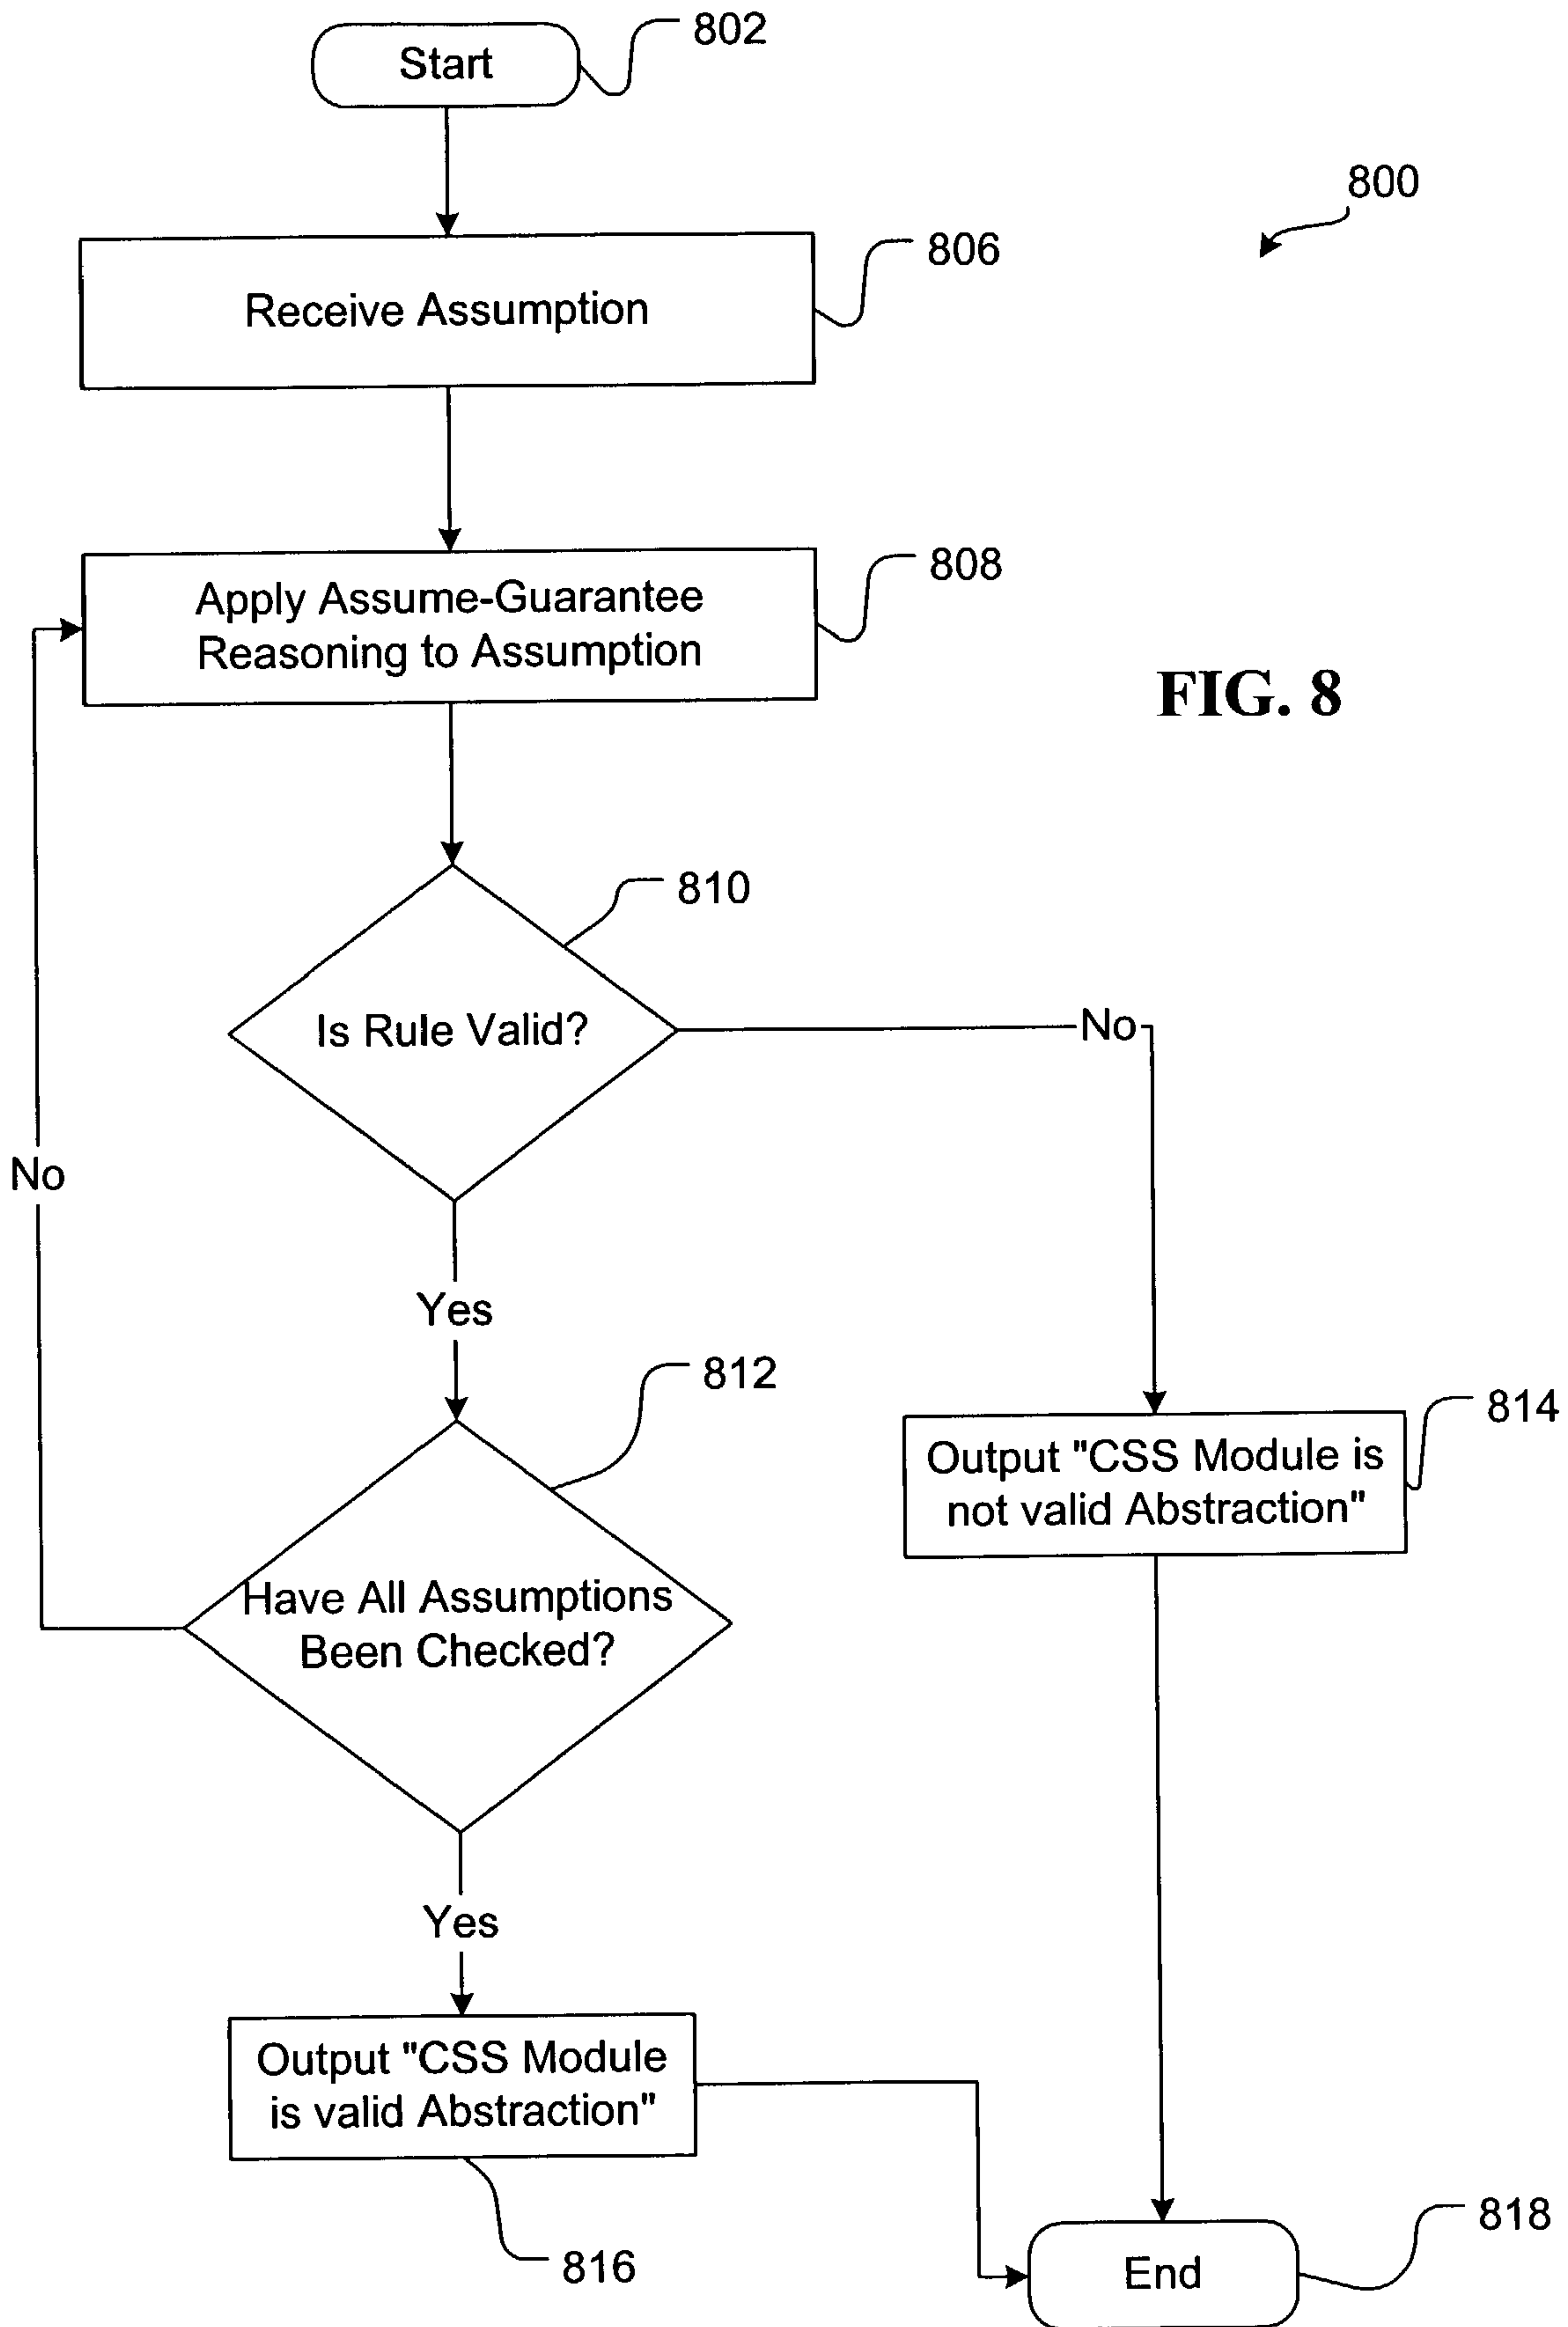 Start
802
800
Receive Assumption
806
Apply Assume-Guarantee
Reasoning to Assumption
808
FIG. 8
810
Is Rule Valid?
No
No
Yes
812
Have All Assumptions
Been Checked?
814
Output "CSS Module is
not valid Abstraction"
Yes
Output "CSS Module
is valid Abstraction"
816
End
818